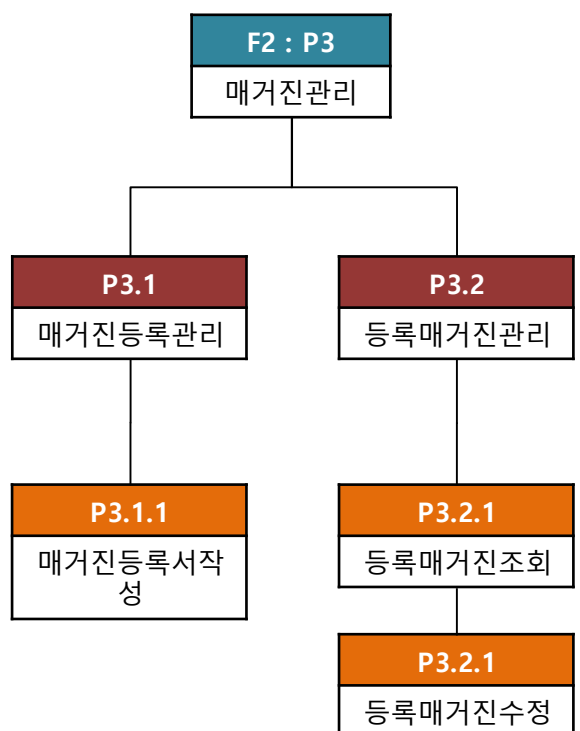 F2 : P3
매거진관리
P3.1
매거진등록관리
P3.2
등록매거진관리
P3.1.1
매거진등록서작
성
P3.2.1
등록매거진조회
P3.2.1
등록매거진수정